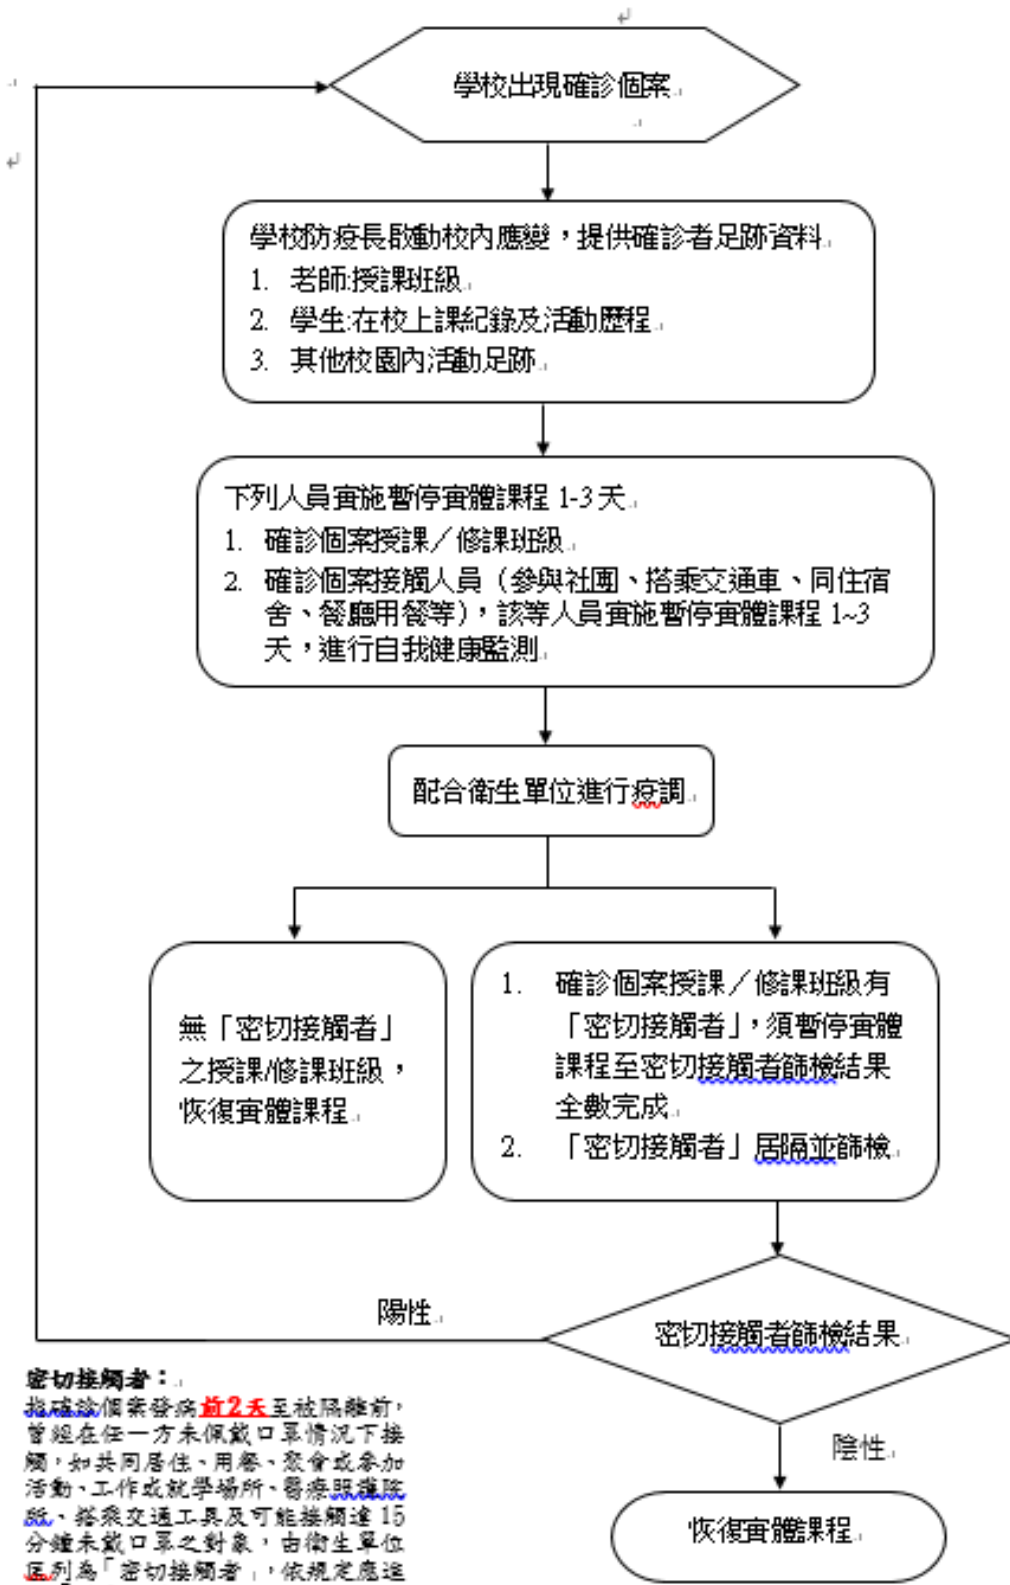 學校出現確診個案
學校防疫長啟動校內應變，提供確診者足跡資料
1. 老師:授課班級
2. 學生:在校上課紀錄及活動歷程
3. 其他校園內活動足跡
下列人員實施暫停實體課程 1-3 天
1. 確診個案授課／修課班級
2. 確診個案接觸人員（參與社團、搭乘交通車、同住宿
舍、餐廳用餐等），該等人員實施暫停實體課程 1~3
天，進行自我健康監測
配合衛生單位進行疫調
無「密切接觸者」
之授課/修課班級，
恢復實體課程
1. 確診個案授課／修課班級有
「密切接觸者」，須暫停實體
課程至密切接觸者篩檢結果
全數完成
2. 「密切接觸者」居隔並篩檢
陽性
密切接觸者篩檢結果
陰性
恢復實體課程
密切接觸者：
指確診個案發病前2天至被隔離前，
曾經在任一方未佩戴口罩情況下接
觸，如共同居住、用餐、聚會或參加
活動、工作或就學場所、醫療照護院
所、搭乘交通工具及可能接觸達 15
分鐘未戴口罩之對象，由衛生單位
匡列為「密切接觸者」，依規定應進